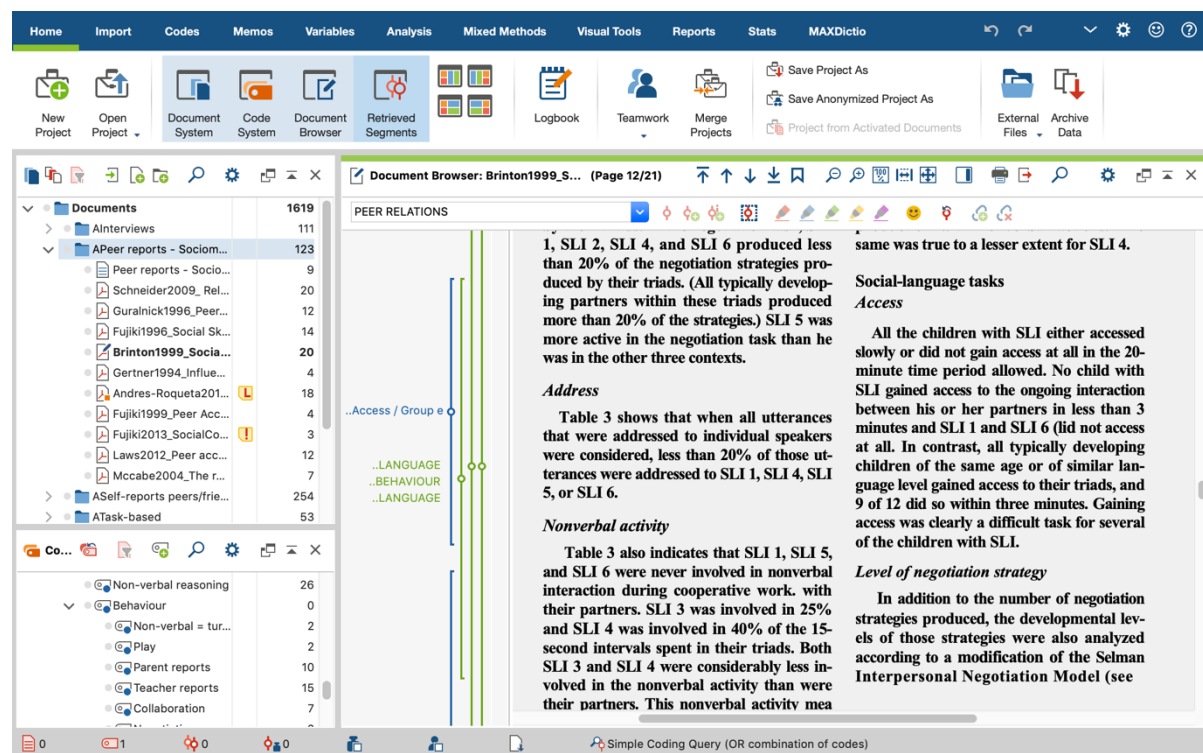 Home Import Codes Memos Variables Analysis Mixed Methods Visual Tools Reports Stats MAXDictio
New Project
Open Project
Document System
Code System
Document Browser
Retrieved Segments
Logbook
Teamwork
Merge Projects
Save Project As
Save Anonymized Project As
Project from Activated Documents
External Files
Archive Data
Documents 1619
AInterviews 111
APeer reports - Sociom... 123
Peer reports - Socio... 9
Schneider2009_ Rel... 20
Guralnick1996_Peer... 12
Fujiki1996_Social Sk... 14
Brinton1999_Socia... 20
Gertner1994_Influe... 4
Andres-Roqueta201... L 18
Fujiki1999_Peer Acc... 4
Fujiki2013_SocialCo... ! 3
Laws2012_Peer acc... 12
Mccabe2004_The r... 7
ASelf-reports peers/frie... 254
ATask-based 53
Co...
Non-verbal reasoning 26
Behaviour 0
Non-verbal = tur... 2
Play 2
Parent reports 10
Teacher reports 15
Collaboration 7
Document Browser: Brinton1999_S... (Page 12/21)
100
PEER RELATIONS
..Access / Group e
..LANGUAGE
..BEHAVIOUR
..LANGUAGE
1, SLI 2, SLI 4, and SLI 6 produced less
than 20% of the negotiation strategies pro-
duced by their triads. (All typically develop-
ing partners within these triads produced
more than 20% of the strategies.) SLI 5 was
more active in the negotiation task than he
was in the other three contexts.
Address
Table 3 shows that when all utterances
that were addressed to individual speakers
were considered, less than 20% of those ut-
terances were addressed to SLI 1, SLI 4, SLI
5, or SLI 6.
Nonverbal activity
Table 3 also indicates that SLI 1, SLI 5,
and SLI 6 were never involved in nonverbal
interaction during cooperative work. with
their partners. SLI 3 was involved in 25%
and SLI 4 was involved in 40% of the 15-
second intervals spent in their triads. Both
SLI 3 and SLI 4 were considerably less in-
volved in the nonverbal activity than were
their partners. This nonverbal activity mea
same was true to a lesser extent for SLI 4.
Social-language tasks
Access
All the children with SLI either accessed
slowly or did not gain access at all in the 20-
minute time period allowed. No child with
SLI gained access to the ongoing interaction
between his or her partners in less than 3
minutes and SLI 1 and SLI 6 (lid not access
at all. In contrast, all typically developing
children of the same age or of similar lan-
guage level gained access to their triads, and
9 of 12 did so within three minutes. Gaining
access was clearly a difficult task for several
of the children with SLI.
Level of negotiation strategy
In addition to the number of negotiation
strategies produced, the developmental lev-
els of those strategies were also analyzed
according to a modification of the Selman
Interpersonal Negotiation Model (see
0 1 0 0 Simple Coding Query (OR combination of codes)